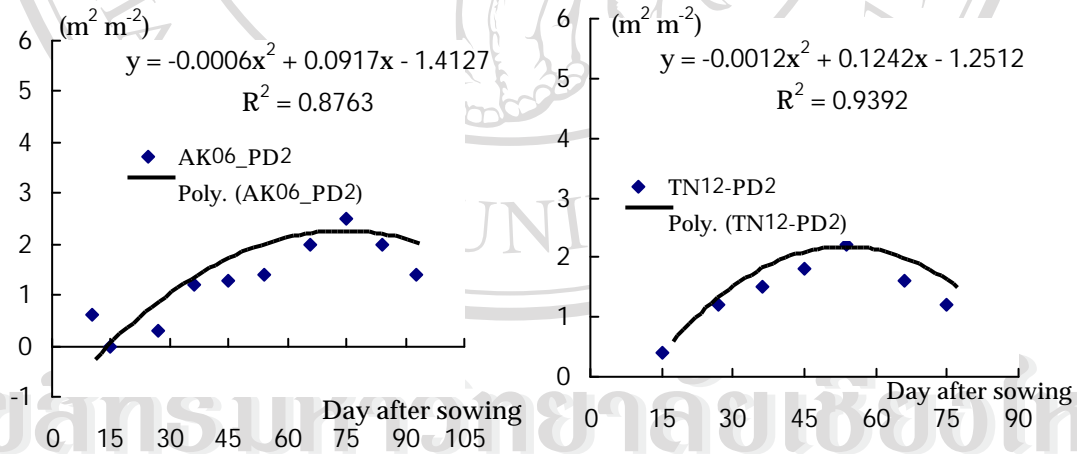 (m² m⁻²)
6
y = -0.0006x² + 0.0917x - 1.4127
5
R² = 0.8763
4
AK06_PD2
3
Poly. (AK06_PD2)
2
1
0
-1
Day after sowing
0 15 30 45 60 75 90 105
(m² m⁻²)
6
y = -0.0012x² + 0.1242x - 1.2512
5
R² = 0.9392
4
TN12-PD2
3
Poly. (TN12-PD2)
2
1
0
Day after sowing
0 15 30 45 60 75 90
UNI